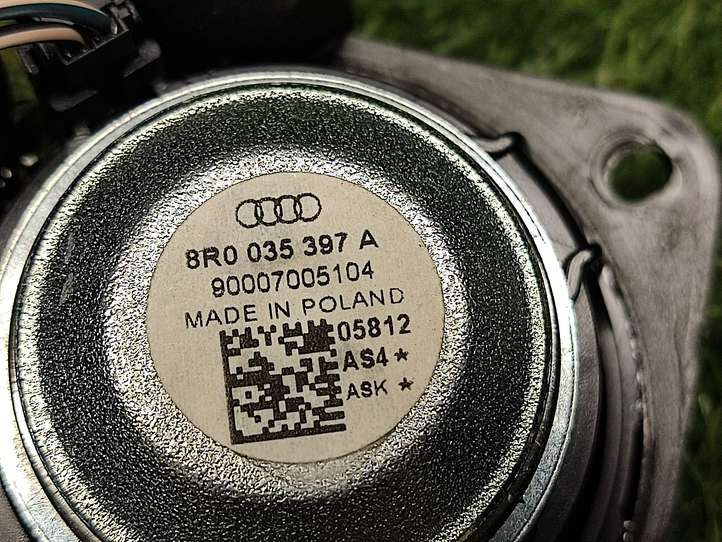 8R0 035 397 A
90007005104
MADE IN POLAND
05812
AS4 *
ASK *